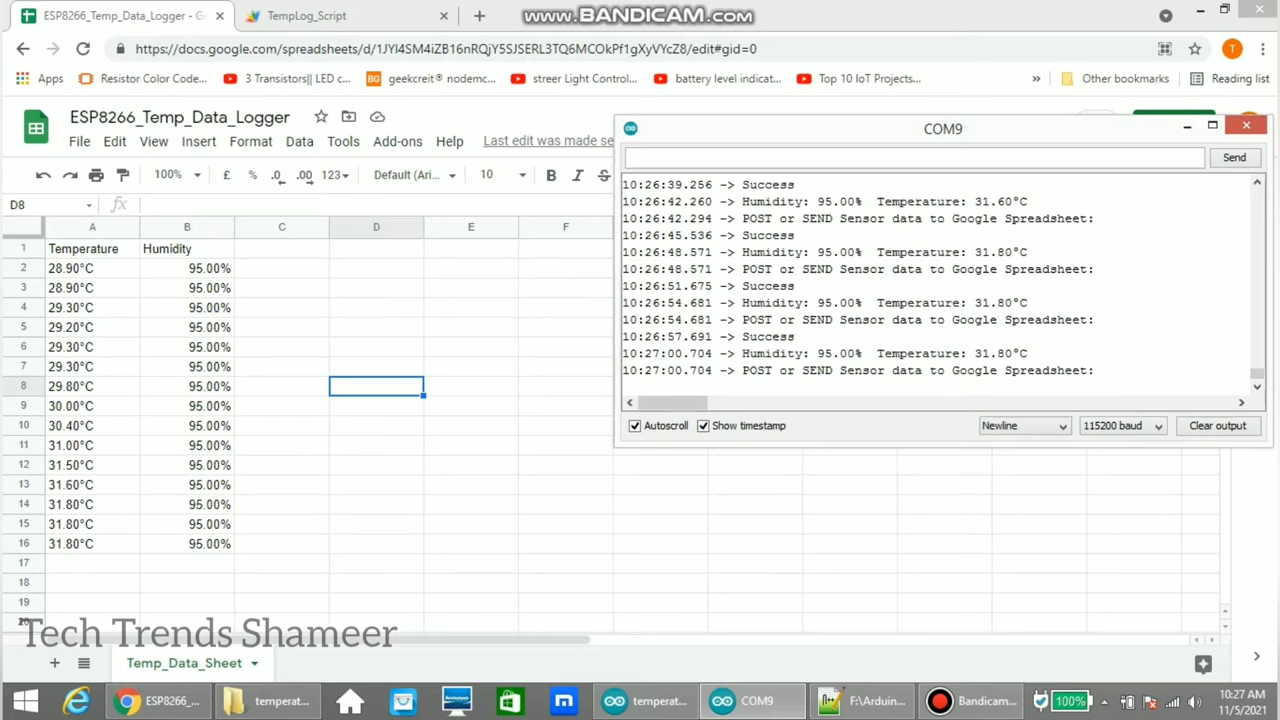 ESP8266_Temp_Data_Logger - G
TempLog_Script
www.BANDICAM.com
https://docs.google.com/spreadsheets/d/1JYl4SM4iZB16nRQjY5SJSERL3TQ6MCOkPf1gXyVYcZ8/edit#gid=0
T
Apps
Resistor Color Code...
3 Transistors|| LED c...
BG
geekcreit® nodemc...
streer Light Control...
battery level indicat...
Top 10 IoT Projects...
»
Other bookmarks
Reading list
ESP8266_Temp_Data_Logger
File Edit View Insert Format Data Tools Add-ons Help Last edit was made se
100% £ % .0 .00 123 Default (Ari... 10 B I S
D8 fx
A B C D E F
1 Temperature Humidity
2 28.90°C 95.00%
3 28.90°C 95.00%
4 29.30°C 95.00%
5 29.20°C 95.00%
6 29.30°C 95.00%
7 29.30°C 95.00%
8 29.80°C 95.00%
9 30.00°C 95.00%
10 30.40°C 95.00%
11 31.00°C 95.00%
12 31.50°C 95.00%
13 31.60°C 95.00%
14 31.80°C 95.00%
15 31.80°C 95.00%
16 31.80°C 95.00%
17
18
19
20
COM9
Send
10:26:39.256 -> Success
10:26:42.260 -> Humidity: 95.00%  Temperature: 31.60°C
10:26:42.294 -> POST or SEND Sensor data to Google Spreadsheet:
10:26:45.536 -> Success
10:26:48.571 -> Humidity: 95.00%  Temperature: 31.80°C
10:26:48.571 -> POST or SEND Sensor data to Google Spreadsheet:
10:26:51.675 -> Success
10:26:54.681 -> Humidity: 95.00%  Temperature: 31.80°C
10:26:54.681 -> POST or SEND Sensor data to Google Spreadsheet:
10:26:57.691 -> Success
10:27:00.704 -> Humidity: 95.00%  Temperature: 31.80°C
10:27:00.704 -> POST or SEND Sensor data to Google Spreadsheet:
Autoscroll Show timestamp Newline 115200 baud Clear output
Tech Trends Shameer
Temp_Data_Sheet
ESP8266_...
temperat...
temperat...
COM9
F:\Arduin...
Bandicam...
100%
10:27 AM
11/5/2021